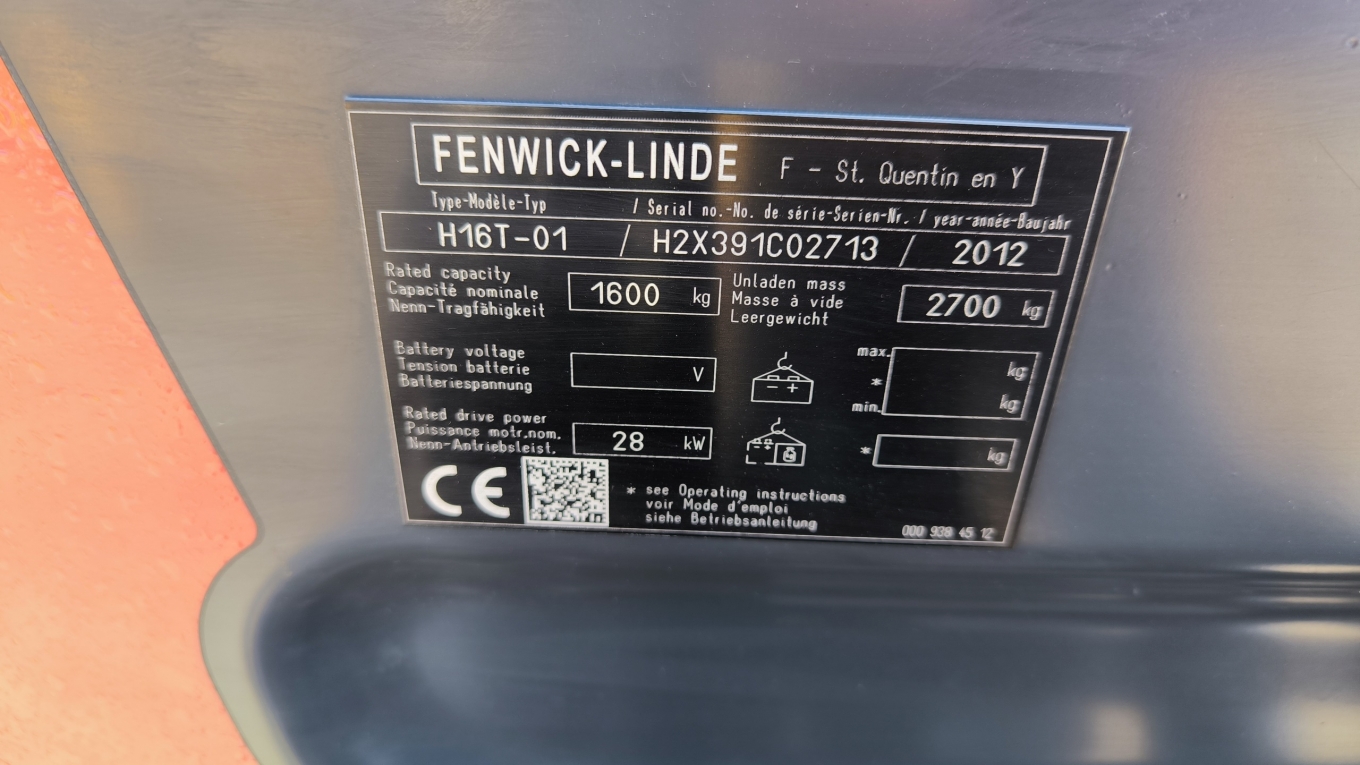 FENWICK-LINDE F - St. Quentin en Y
Type-Modèle-Typ / Serial no.-No. de série-Serien-Nr. / year-année-Baujahr
H16T-01 / H2X391C02713 / 2012
Rated capacity
Capacité nominale
Nenn-Tragfähigkeit
1600 kg
Unladen mass
Masse à vide
Leergewicht
2700 kg
Battery voltage
Tension batterie
Batteriespannung
V
max. kg
*
min. kg
Rated drive power
Puissance motr.nom.
Nenn-Antriebsleist.
28 kW
* kg
CE
* see Operating instructions
voir Mode d'emploi
siehe Betriebsanleitung
000 938 45 12